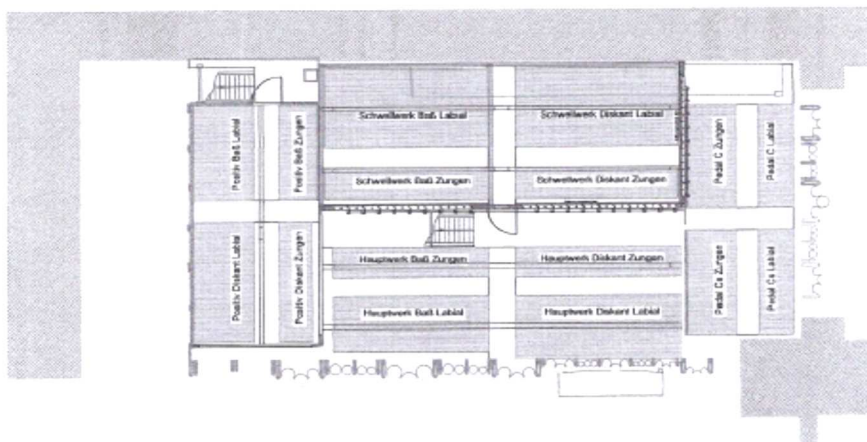 Schwellwerk Baß Labial
Schwellwerk Diskant Labial
Positiv Baß Labial
Positiv Baß Zungen
Pedal C Zungen
Pedal C Labial
Schwellwerk Baß Zungen
Schwellwerk Diskant Zungen
Positiv Diskant Labial
Positiv Diskant Zungen
Hauptwerk Baß Zungen
Hauptwerk Diskant Zungen
Pedal Cs Zungen
Pedal Cs Labial
Hauptwerk Baß Labial
Hauptwerk Diskant Labial